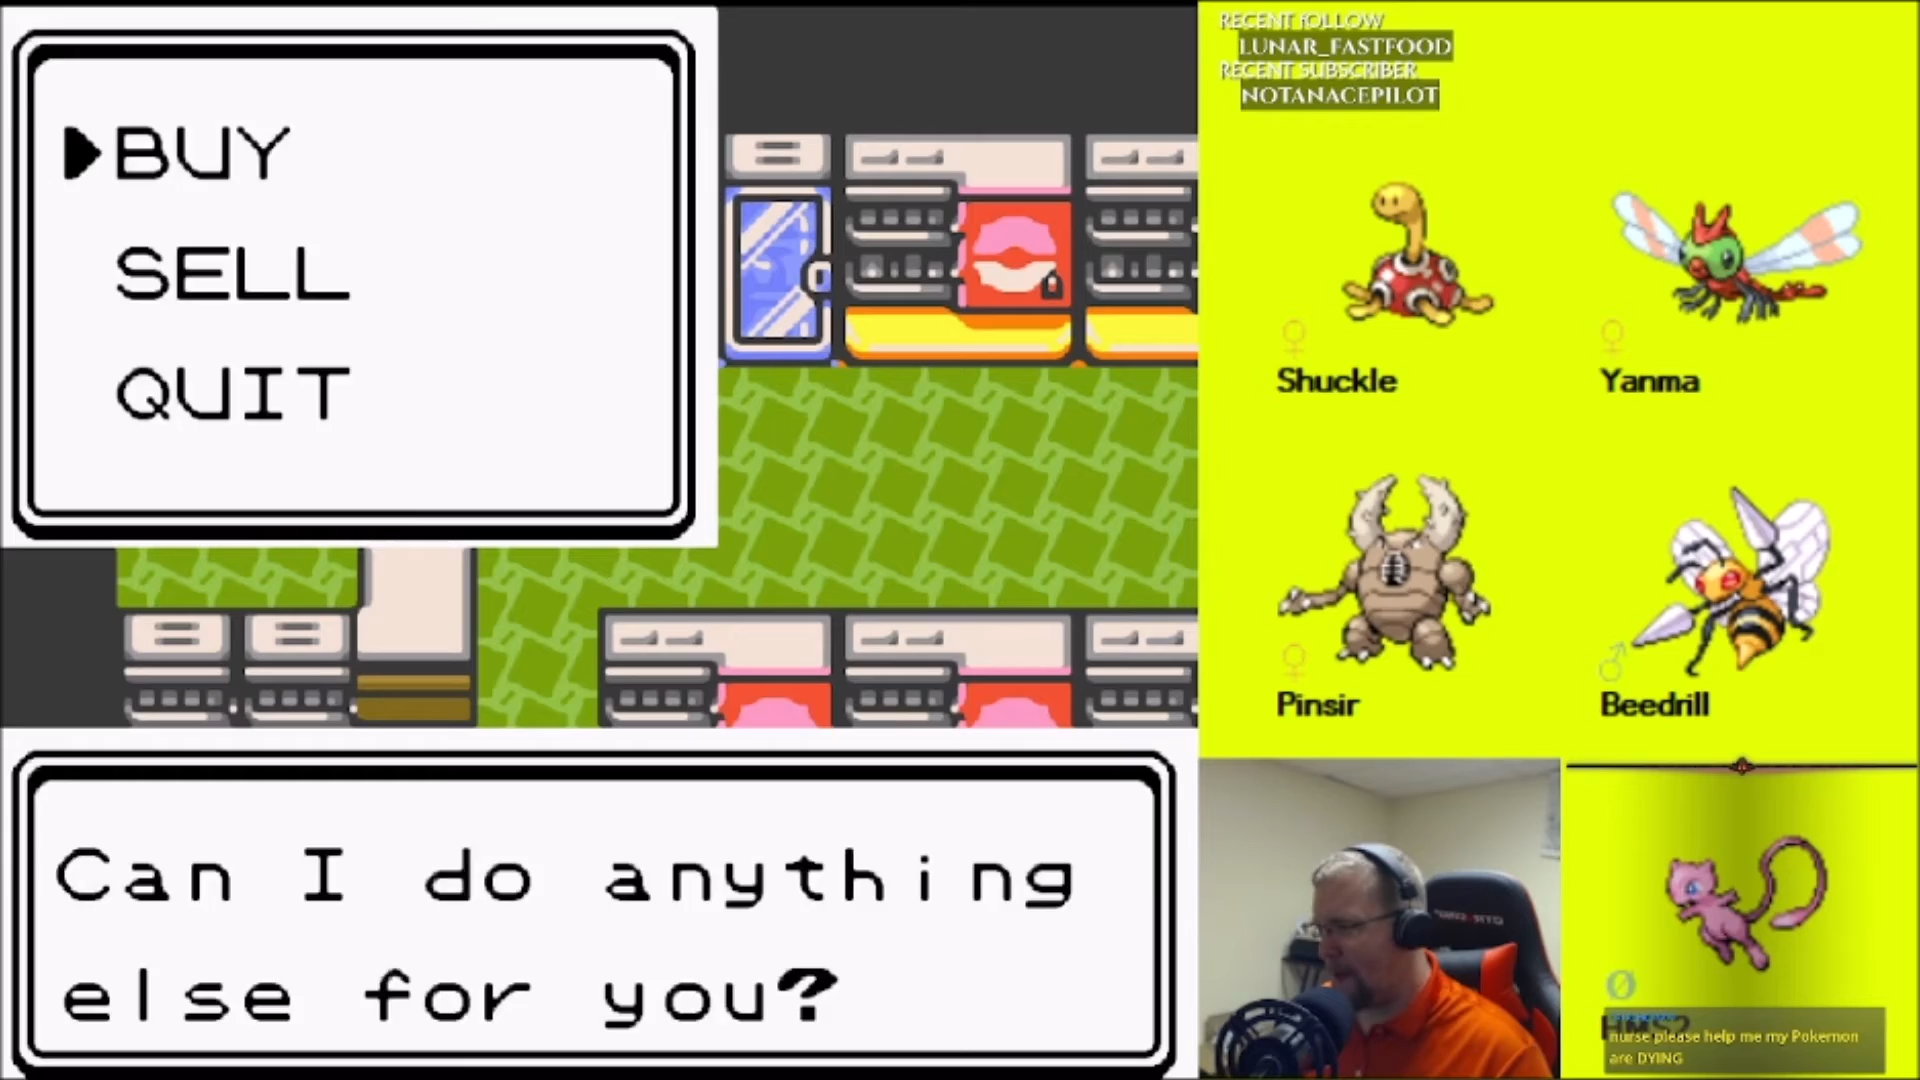 BUY
SELL
QUIT
Can I do anything
else for you?
RECENT FOLLOW
LUNAR_FASTFOOD
RECENT SUBSCRIBER
NOTANACEPILOT
Shuckle
Yanma
Pinsir
Beedrill
HMS?
nurse please help me my Pokemon
are DYING